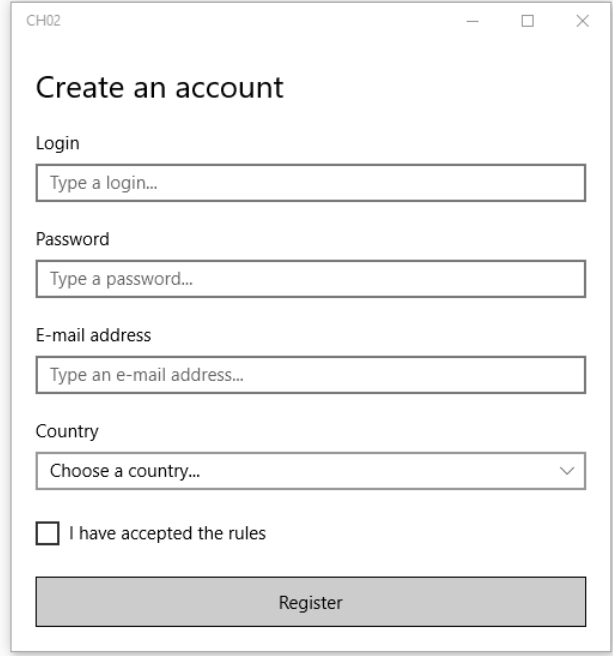 CH02
Create an account
Login
Type a login...
Password
Type a password...
E-mail address
Type an e-mail address...
Country
Choose a country...
I have accepted the rules
Register